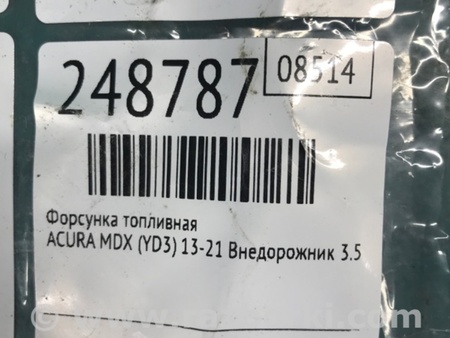 248787
08514
Форсунка топливная
ACURA MDX (YD3) 13-21 Внедорожник 3.5